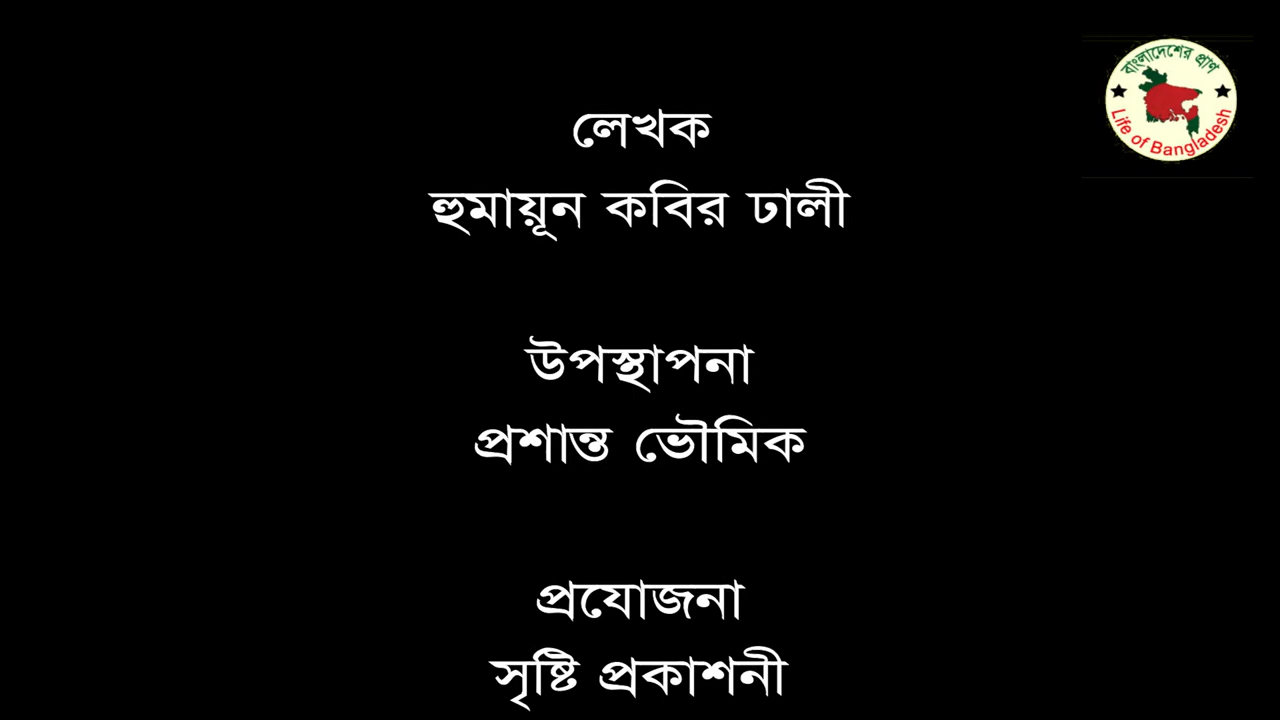 বাংলাদেশের প্রাণ
Life of Bangladesh
লেখক
হুমায়ূন কবির ঢালী
উপস্থাপনা
প্রশান্ত ভৌমিক
প্রযোজনা
সৃষ্টি প্রকাশনী